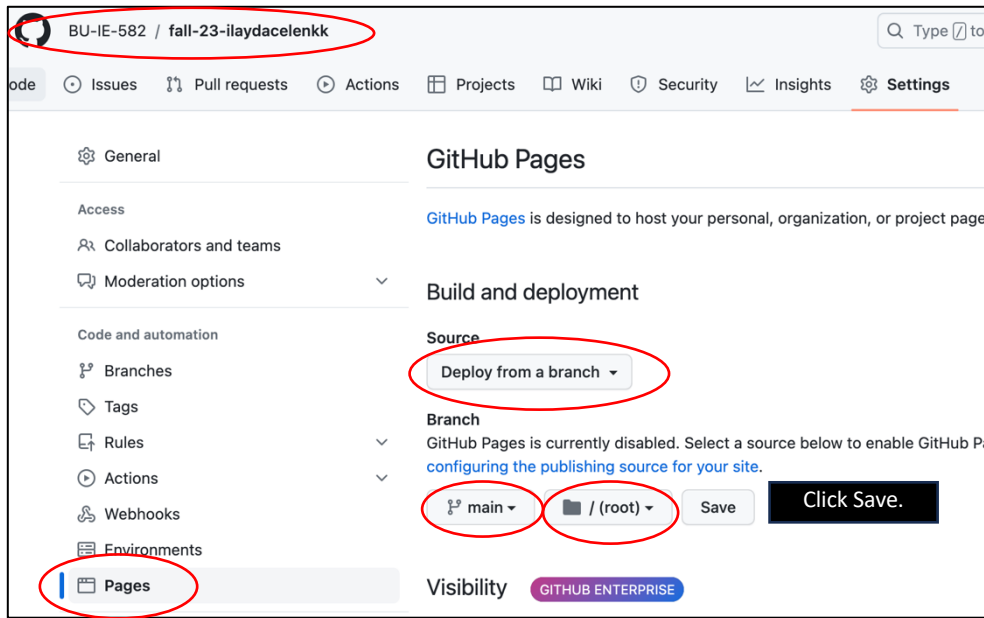 BU-IE-582 / fall-23-ilaydacelenkk
Type / to
ode Issues Pull requests Actions Projects Wiki Security Insights Settings
General
Access
Collaborators and teams
Moderation options
Code and automation
Branches
Tags
Rules
Actions
Webhooks
Environments
Pages
GitHub Pages
GitHub Pages is designed to host your personal, organization, or project page
Build and deployment
Source
Deploy from a branch
Branch
GitHub Pages is currently disabled. Select a source below to enable GitHub Pa
configuring the publishing source for your site.
main / (root) Save Click Save.
Visibility GITHUB ENTERPRISE